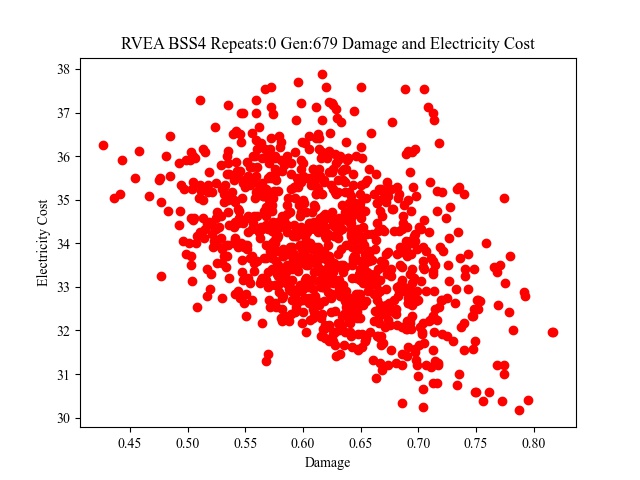 RVEA BSS4 Repeats:0 Gen:679 Damage and Electricity Cost
38
37
36
35
34
33
32
31
30
Electricity Cost
0.45 0.50 0.55 0.60 0.65 0.70 0.75 0.80
Damage